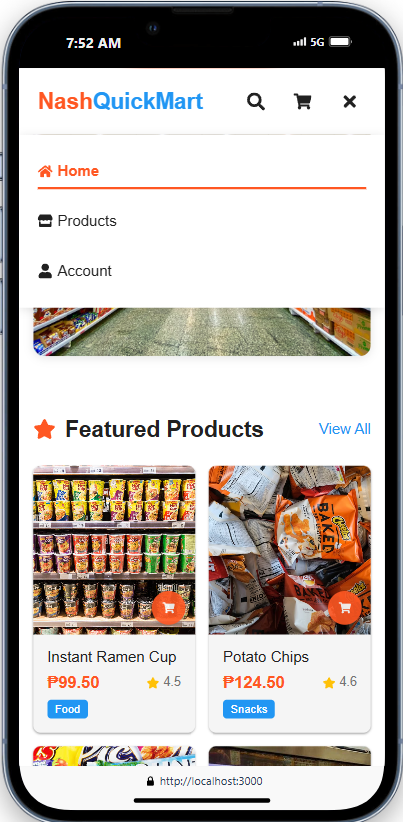 7:52 AM
5G
NashQuickMart
Home
Products
Account
Featured Products
View All
BAKED
Instant Ramen Cup
₱99.50
4.5
Food
Potato Chips
₱124.50
4.6
Snacks
http://localhost:3000